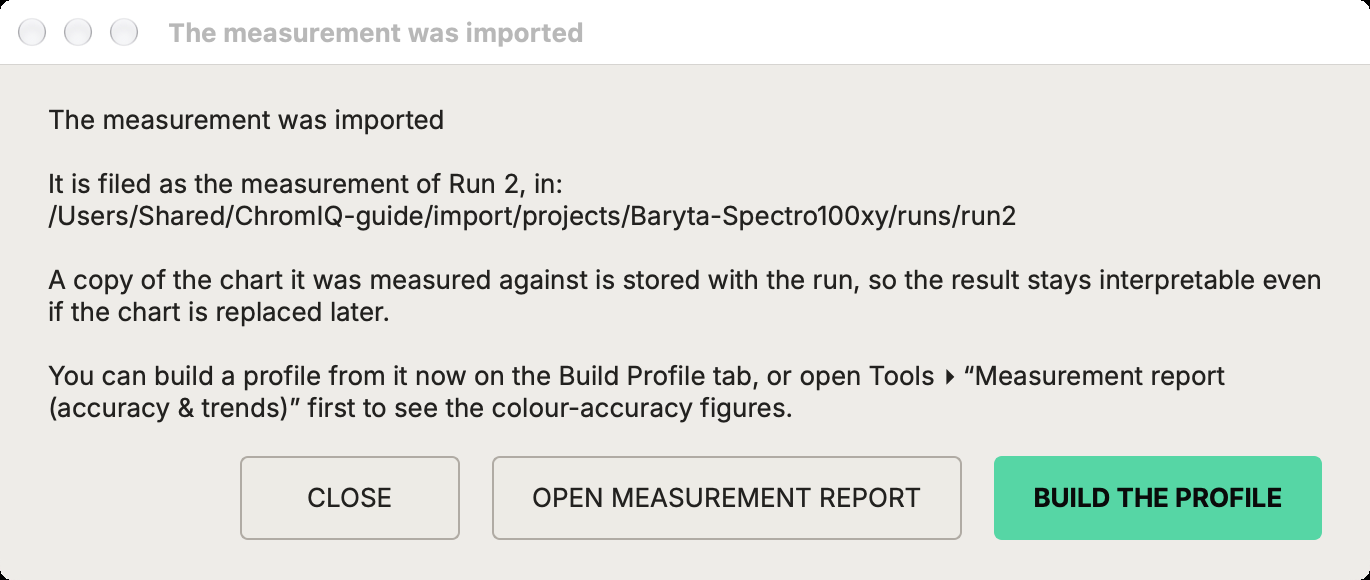 The measurement was imported
The measurement was imported
It is filed as the measurement of Run 2, in:
/Users/Shared/ChromIQ-guide/import/projects/Baryta-Spectro100xy/runs/run2
A copy of the chart it was measured against is stored with the run, so the result stays interpretable even
if the chart is replaced later.
You can build a profile from it now on the Build Profile tab, or open Tools ▸ “Measurement report
(accuracy & trends)” first to see the colour-accuracy figures.
CLOSE
OPEN MEASUREMENT REPORT
BUILD THE PROFILE